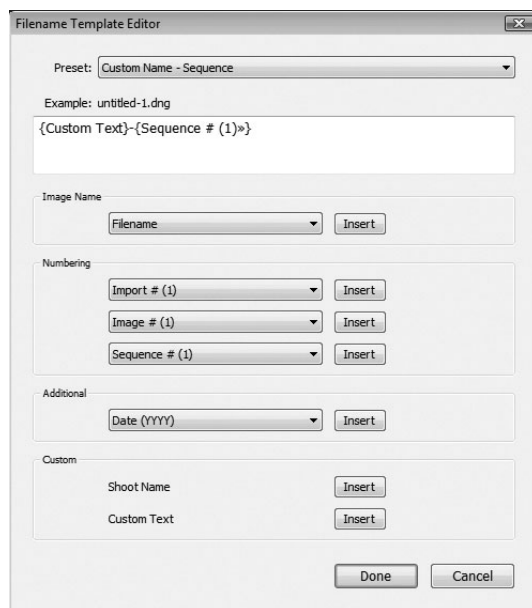 Filename Template Editor
Preset: Custom Name - Sequence
Example: untitled-1.dng
{Custom Text}-{Sequence # (1)»}
Image Name
Filename Insert
Numbering
Import # (1) Insert
Image # (1) Insert
Sequence # (1) Insert
Additional
Date (YYYY) Insert
Custom
Shoot Name Insert
Custom Text Insert
Done Cancel